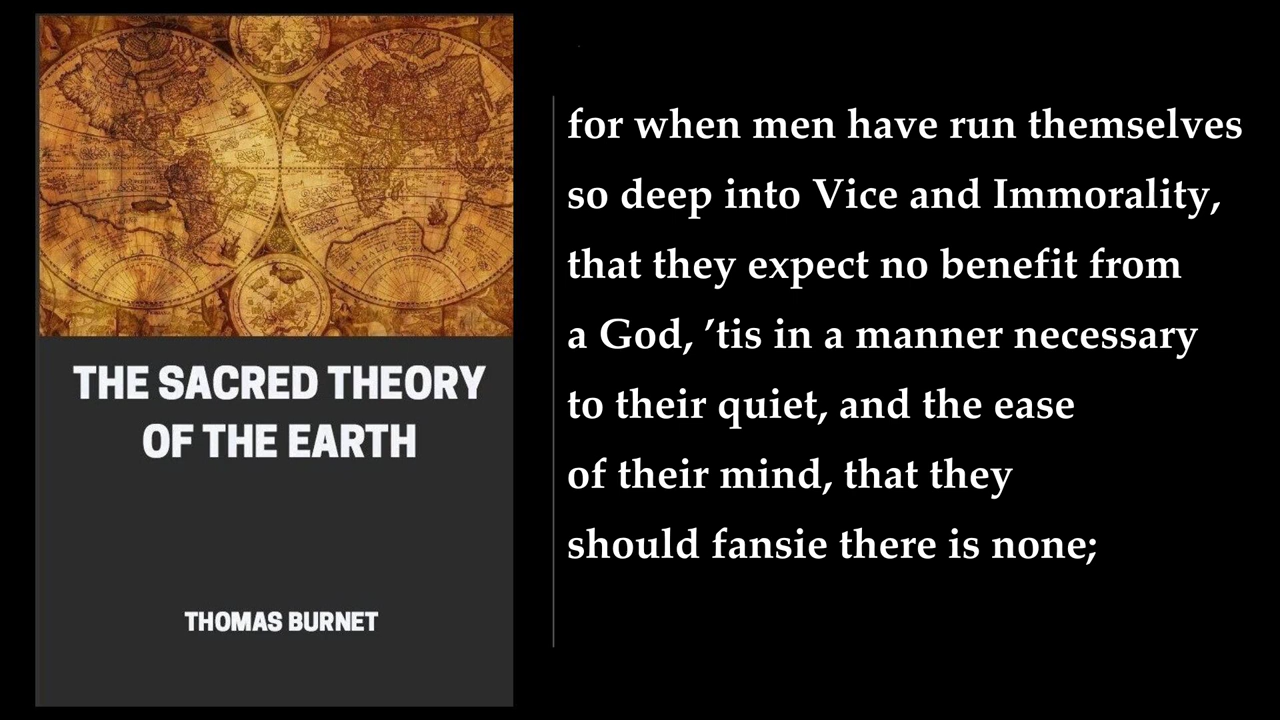 THE SACRED THEORY
OF THE EARTH
THOMAS BURNET
for when men have run themselves
so deep into Vice and Immorality,
that they expect no benefit from
a God, ’tis in a manner necessary
to their quiet, and the ease
of their mind, that they
should fansie there is none;